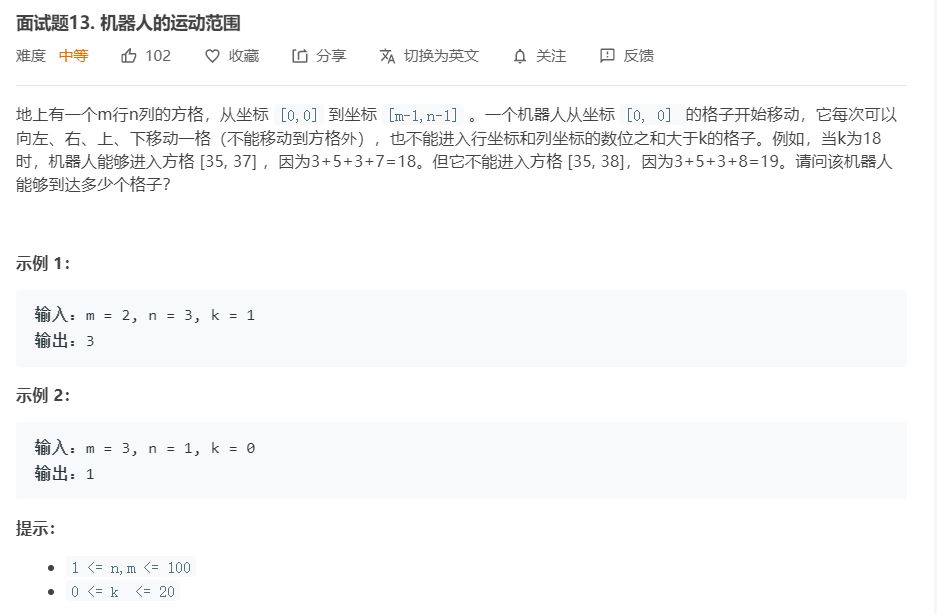 面试题13. 机器人的运动范围
难度 中等 102 收藏 分享 切换为英文 关注 反馈
地上有一个m行n列的方格，从坐标 [0,0] 到坐标 [m-1,n-1] 。一个机器人从坐标 [0, 0] 的格子开始移动，它每次可以
向左、右、上、下移动一格（不能移动到方格外），也不能进入行坐标和列坐标的数位之和大于k的格子。例如，当k为18
时，机器人能够进入方格 [35, 37] ，因为3+5+3+7=18。但它不能进入方格 [35, 38]，因为3+5+3+8=19。请问该机器人
能够到达多少个格子？
示例 1：
输入：m = 2, n = 3, k = 1
输出：3
示例 2：
输入：m = 3, n = 1, k = 0
输出：1
提示：
• 1 <= n,m <= 100
• 0 <= k <= 20